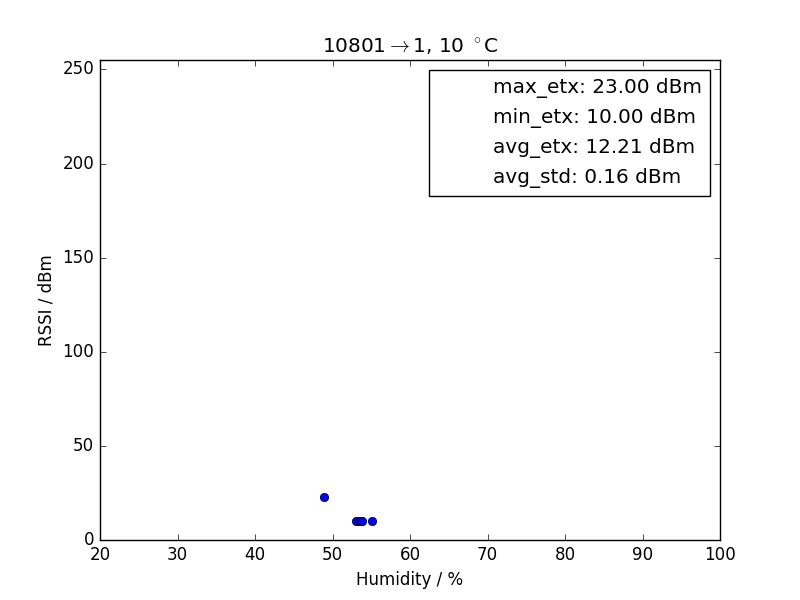 10801→1, 10 °C
max_etx: 23.00 dBm
min_etx: 10.00 dBm
avg_etx: 12.21 dBm
avg_std: 0.16 dBm
250
200
150
100
50
0
RSSI / dBm
20 30 40 50 60 70 80 90 100
Humidity / %